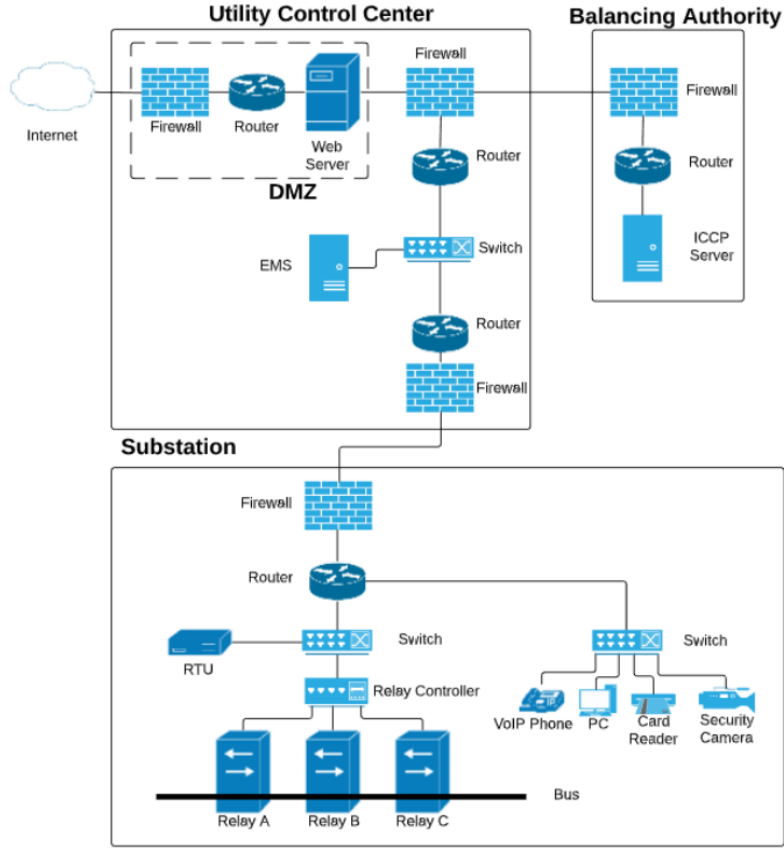 Utility Control Center
Balancing Authority
Firewall
Internet
Firewall
Router
Web
Server
Firewall
DMZ
Router
Router
EMS
Switch
ICCP
Server
Router
Firewall
Substation
Firewall
Router
Switch
Switch
RTU
Relay Controller
IP
VoIP Phone
PC
Card
Reader
Security
Camera
Bus
Relay A
Relay B
Relay C